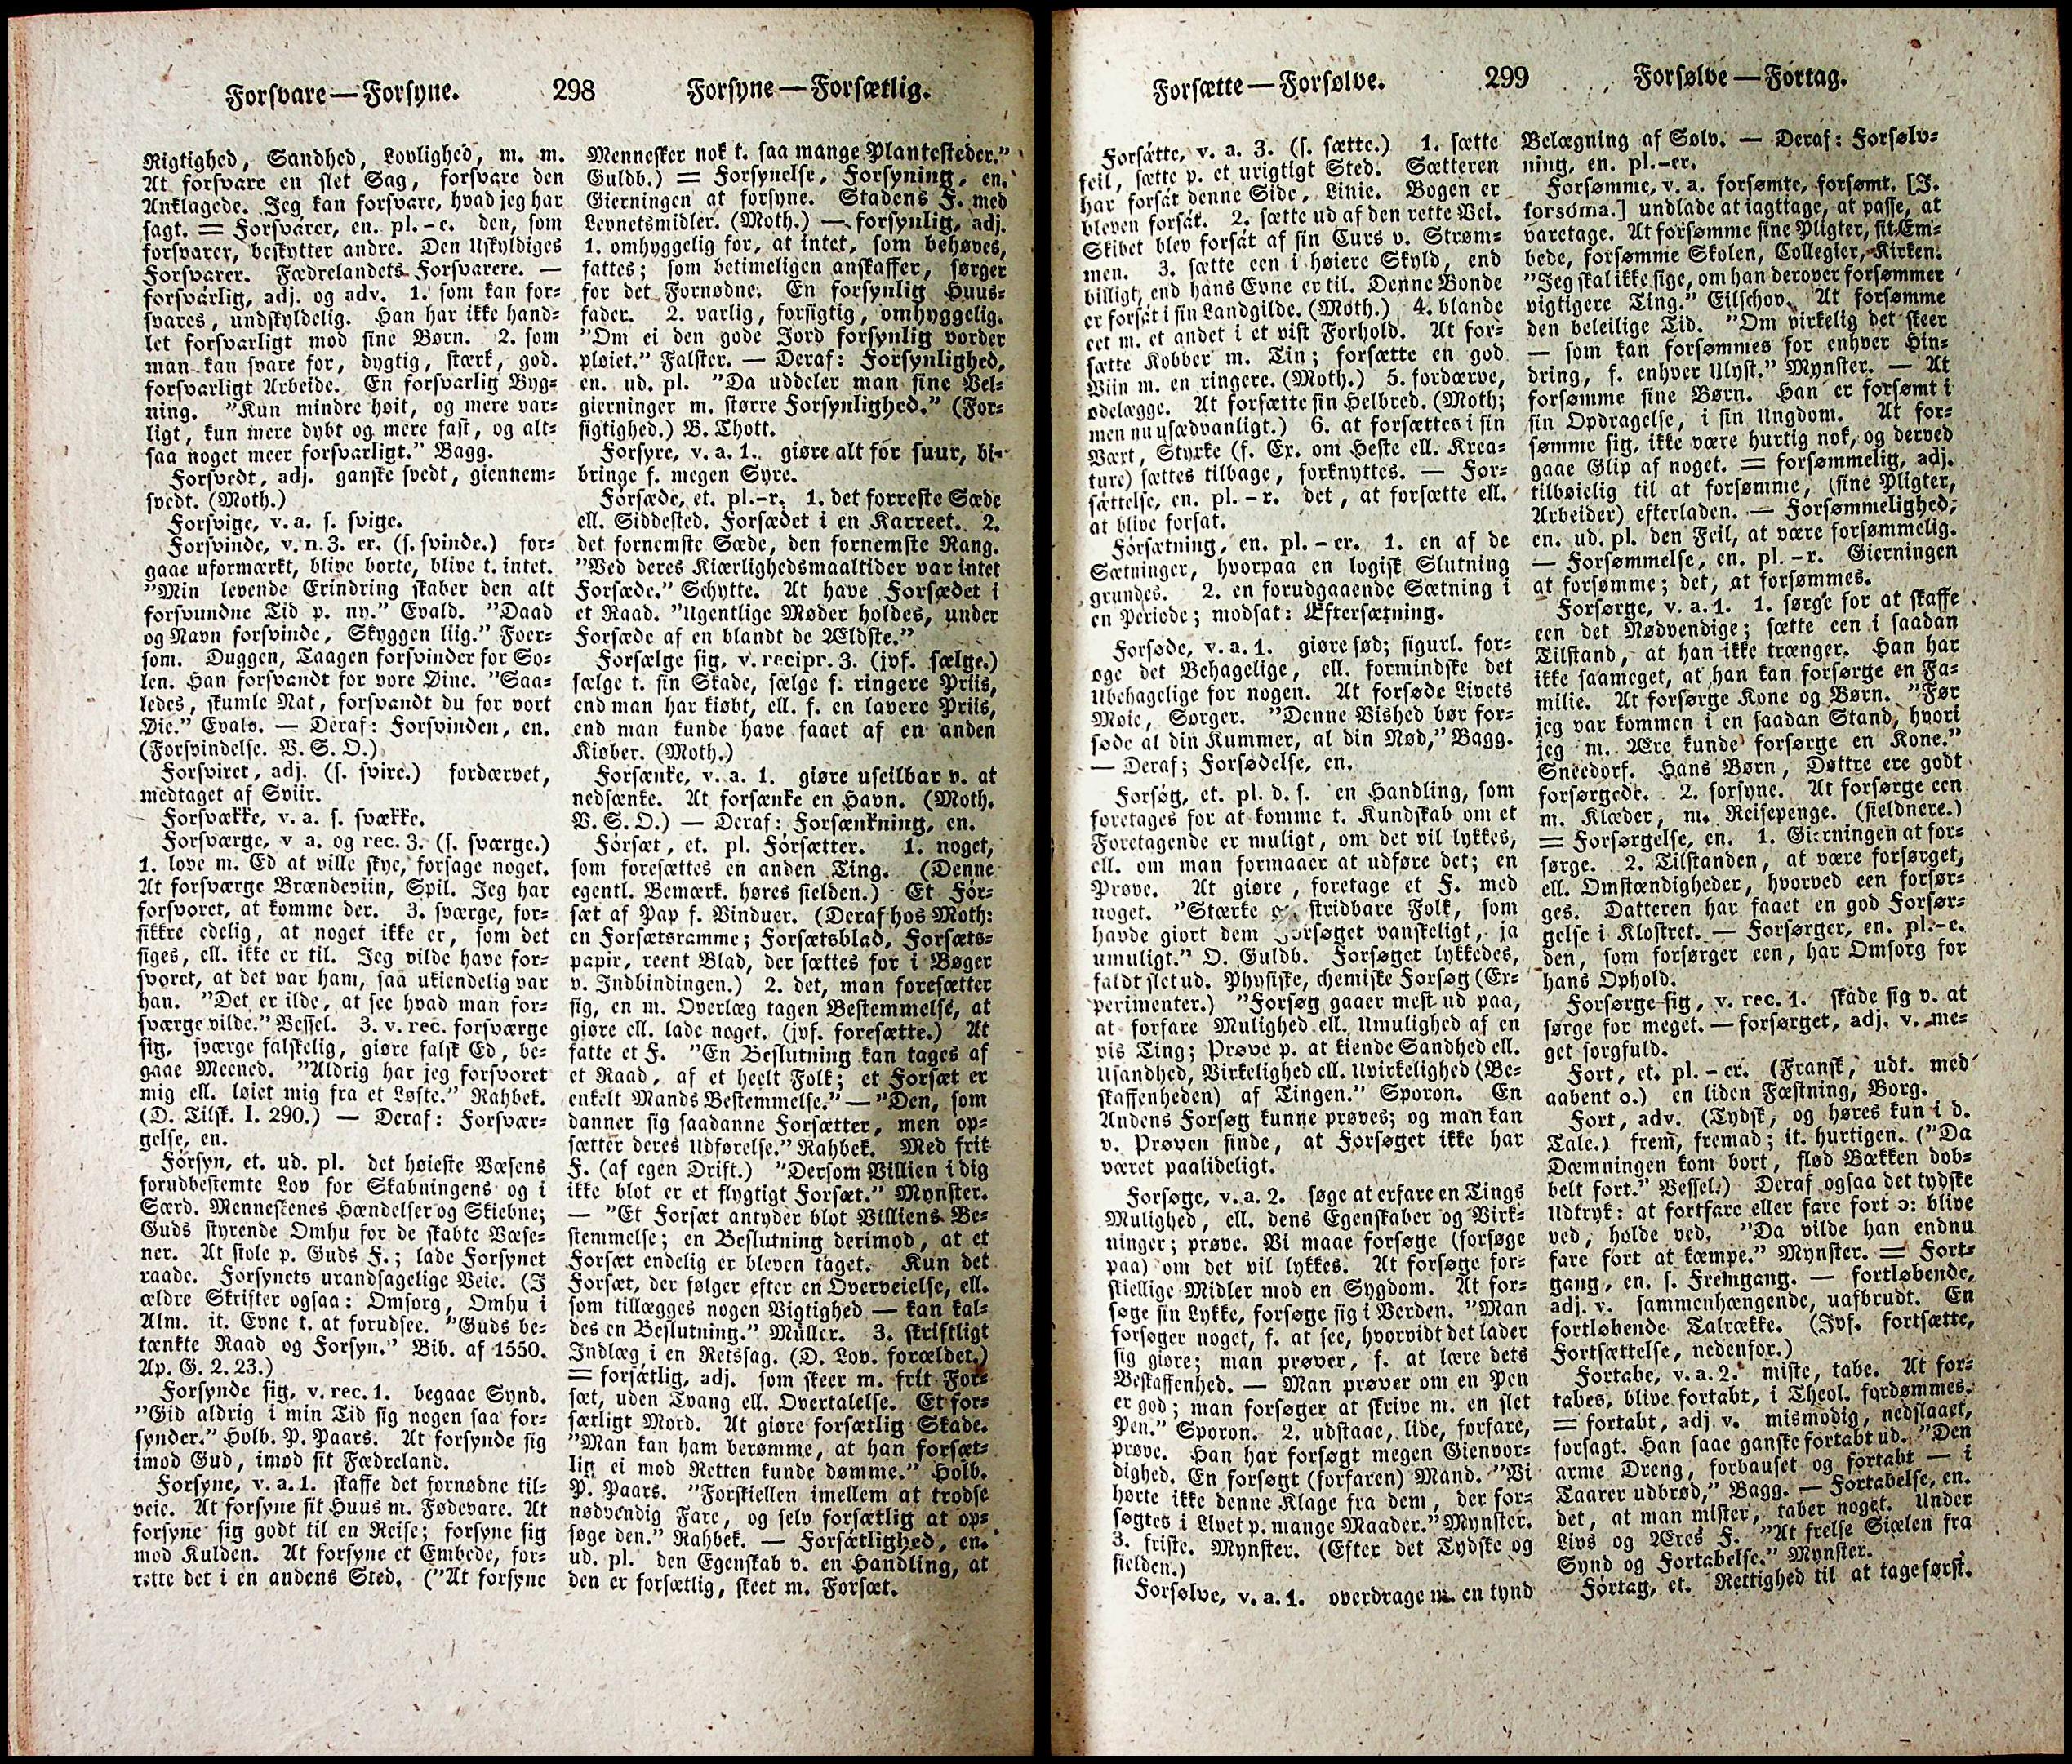 Forsvare — Forsyne.
298
Forsyne — Forsætlig.
Rigtighed, Sandhed, Lovlighed, m. m.
At forsvare en slet Sag, forsvare den
Anklagede. Jeg kan forsvare, hvad jeg har
sagt. = Forsvarer, en. pl.-e. den, som
forsvarer, beskytter andre. Den Uskyldiges
Forsvarer. Fædrelandets Forsvarere. —
forsvárlig, adj. og adv. 1. som kan for-
svares, undskyldelig. Han har ikke hand-
let forsvarligt mod sine Børn. 2. som
man kan svare for, dygtig, stærk, god.
forsvarligt Arbeide. En forsvarlig Byg-
ning. "Kun mindre høit, og mere var-
ligt, kun mere dybt og mere fast, og alt-
saa noget meer forsvarligt." Bagg.
Forsvedt, adj. ganske svedt, giennem-
svedt. (Moth.)
Forsvige, v. a. s. svige.
Forsvinde, v. n. 3. er. (s. svinde.) for-
gaae uformærkt, blive borte, blive t. intet.
"Min levende Erindring skaber den alt
forsvundne Tid p. ny." Evald. "Daad
og Navn forsvinde, Skyggen liig." Foer-
som. Duggen, Taagen forsvinder for So-
len. Han forsvandt for vore Øine. "Saa-
ledes, skumle Nat, forsvandt du for vort
Øie." Evald. — Deraf: Forsvinden, en.
(Forsvindelse. V. S. O.)
Forsviret, adj. (s. svire.) fordærvet,
medtaget af Sviir.
Forsvække, v. a. s. svække.
Forsværge, v a. og rec. 3. (s. sværge.)
1. love m. Ed at ville skye, forsage noget.
At forsværge Brændeviin, Spil. Jeg har
forsvoret, at komme der. 3. sværge, for-
sikkre edelig, at noget ikke er, som det
siges, ell. ikke er til. Jeg vilde have for-
svoret, at det var ham, saa ukiendelig var
han. "Det er ilde, at see hvad man for-
sværge vilde." Vessel. 3. v. rec. forsværge
sig, sværge falskelig, giøre falsk Ed, be-
gaae Meened. "Aldrig har jeg forsvoret
mig ell. løiet mig fra et Løfte." Rahbek.
(D. Tilsk. I. 290.) — Deraf: Forsvær-
gelse, en.
Fórsyn, et. ud. pl. det høieste Væsens
forudbestemte Lov for Skabningens og i
Særd. Menneskenes Hændelser og Skiebne;
Guds styrende Omhu for de skabte Væse-
ner. At stole p. Guds F.; lade Forsynet
raade. Forsynets urandsagelige Veie. (I
ældre Skrifter ogsaa: Omsorg, Omhu i
Alm. it. Evne t. at forudsee. "Guds be-
tænkte Raad og Forsyn." Bib. af 1550.
Ap. G. 2. 23.)
Forsynde sig, v. rec. 1. begaae Synd.
"Gid aldrig i min Tid sig nogen saa for-
synder." Holb. P. Paars. At forsynde sig
imod Gud, imod sit Fædreland.
Forsyne, v. a. 1. skaffe det fornødne til-
veie. At forsyne sit Huus m. Fødevare. At
forsyne sig godt til en Reise; forsyne sig
mod Kulden. At forsyne et Embede, for-
rette det i en andens Sted. ("At forsyne
Mennesker nok t. saa mange Plantesteder."
Guldb.) = Forsynelse, Forsyning, en.
Gierningen at forsyne. Stadens F. med
Levnetsmidler. (Moth.) — forsynlig, adj.
1. omhyggelig for, at intet, som behøves,
fattes; som betimeligen anskaffer, sørger
for det Fornødne. En forsynlig Huus-
fader. 2. varlig, forsigtig, omhyggelig.
"Om ei den gode Jord forsynlig vorder
pløiet." Falster. — Deraf: Forsynlighed,
en. ud. pl. "Da uddeler man sine Vel-
gierninger m. større Forsynlighed." (For-
sigtighed.) B. Thott.
Forsyre, v. a. 1. giøre alt for suur, bi-
bringe f. megen Syre.
Fórsæde, et. pl.-r. 1. det forreste Sæde
ell. Siddested. Forsædet i en Karreet. 2.
det fornemste Sæde, den fornemste Rang.
"Ved deres Kiærlighedsmaaltider var intet
Forsæde." Schytte. At have Forsædet i
et Raad. "Ugentlige Møder holdes, under
Forsæde af en blandt de Ældste."
Forsælge sig, v. recipr. 3. (jvf. sælge.)
sælge t. sin Skade, sælge f. ringere Priis,
end man har kiøbt, ell. f. en lavere Priis,
end man kunde have faaet af en anden
Kiøber. (Moth.)
Forsænke, v. a. 1. giøre useilbar v. at
nedsænke. At forsænke en Havn. (Moth.
V. S. O.) — Deraf: Forsænkning, en.
Fórsæt, et. pl. Fórsætter. 1. noget,
som foresættes en anden Ting. (Denne
egentl. Bemærk. høres sielden.) Et Fór-
sæt af Pap f. Vinduer. (Deraf hos Moth:
en Forsætsramme; Forsætsblad, Forsæts-
papir, reent Blad, der sættes for i Bøger
v. Indbindingen.) 2. det, man foresætter
sig, en m. Overlæg tagen Bestemmelse, at
giøre ell. lade noget. (jvf. foresætte.) At
fatte et F. "En Beslutning kan tages af
et Raad, af et heelt Folk; et Forsæt er
enkelt Mands Bestemmelse." — "Den, som
danner sig saadanne Forsætter, men op-
sætter deres Udførelse." Rahbek. Med frit
F. (af egen Drift.) "Dersom Villien i dig
ikke blot er et flygtigt Forsæt." Mynster.
— "Et Forsæt antyder blot Villiens Be-
stemmelse; en Beslutning derimod, at et
Forsæt endelig er bleven taget. Kun det
Forsæt, der følger efter en Overveielse, ell.
som tillægges nogen Vigtighed — kan kal-
des en Beslutning." Müller. 3. skriftligt
Indlæg i en Retssag. (D. Lov. forældet.)
= forsátlig, adj. som skeer m. frit For-
sæt, uden Tvang ell. Overtalelse. Et for-
sætligt Mord. At giøre forsætlig Skade.
"Man kan ham berømme, at han forsæt-
lig ei mod Retten kunde dømme." Holb.
P. Paars. "Forskiellen imellem at trodse
nødvendig Fare, og selv forsætlig at op-
søge den." Rahbek. — Forsátlighed, en.
ud. pl. den Egenskab v. en Handling, at
den er forsætlig, skeet m. Forsæt.
Forsætte — Forsølve.
299
Forsølve — Fortag.
Forsátte, v. a. 3. (s. sætte.) 1. sætte
feil, sætte p. et urigtigt Sted. Sætteren
har forsát denne Side, Linie. Bogen er
bleven forsát. 2. sætte ud af den rette Vei.
Skibet blev forsát af sin Curs v. Strøm-
men. 3. sætte een i høiere Skyld, end
billigt, end hans Evne er til. Denne Bonde
er forsát i sin Landgilde. (Moth.) 4. blande
eet m. et andet i et vist Forhold. At for-
sætte Kobber m. Tin; forsætte en god
Viin m. en ringere. (Moth.) 5. fordærve,
ødelægge. At forsætte sin Helbred. (Moth;
men nu usædvanligt.) 6. at forsættes i sin
Vært, Styrke (f. Ex. om Heste ell. Krea-
ture) sættes tilbage, forknyttes. — For-
sáttelse, en. pl. - r. det, at forsætte ell.
at blive forsat.
Fórsætning, en. pl. - er. 1. en af de
Sætninger, hvorpaa en logisk Slutning
grundes. 2. en forudgaaende Sætning i
en Periode; modsat: Eftersætning.
Forsøde, v. a. 1. giøre sød; figurl. for-
øge det Behagelige, ell. formindske det
Ubehagelige for nogen. At forsøde Livets
Møie, Sorger. "Denne Vished bør for-
søde al din Kummer, al din Nød," Bagg.
— Deraf; Forsødelse, en.
Forsøg, et. pl. d. s. en Handling, som
foretages for at komme t. Kundskab om et
Foretagende er muligt, om det vil lykkes,
ell. om man formaaer at udføre det; en
Prøve. At giøre, foretage et F. med
noget. "Stærke og stridbare Folk, som
havde giort dem Forsøget vanskeligt, ja
umuligt." O. Guldb. Forsøget lykkedes,
faldt slet ud. Physiske, chemiske Forsøg (Ex-
perimenter.) "Forsøg gaaer mest ud paa,
at forfare Mulighed ell. Umulighed af en
vis Ting; Prøve p. at kiende Sandhed ell.
Usandhed, Virkelighed ell. Uvirkelighed (Be-
skaffenheden) af Tingen." Sporon. En
Andens Forsøg kunne prøves; og man kan
v. Prøven finde, at Forsøget ikke har
været paalideligt.
Forsøge, v. a. 2. søge at erfare en Tings
Mulighed, ell. dens Egenskaber og Virk-
ninger; prøve. Vi maae forsøge (forsøge
paa) om det vil lykkes. At forsøge for-
skiellige Midler mod en Sygdom. At for-
søge sin Lykke, forsøge sig i Verden. "Man
forsøger noget, f. at see, hvorvidt det lader
sig giøre; man prøver, f. at lære dets
Beskaffenhed. — Man prøver om en Pen
er god; man forsøger at skrive m. en slet
Pen." Sporon. 2. udstaae, lide, forfare,
prøve. Han har forsøgt megen Gienvor-
dighed. En forsøgt (forfaren) Mand. "Vi
hørte ikke denne Klage fra dem, der for-
søgtes i Livet p. mange Maader." Mynster.
3. friste. Mynster. (Efter det Tydske og
sielden.)
Forsølve, v. a. 1. overdrage m. en tynd
Belægning af Sølv. — Deraf: Forsølv-
ning, en. pl.-er.
Forsømme, v. a. forsømte, forsømt. [I.
forsóma.] undlade at iagttage, at passe, at
varetage. At forsømme sine Pligter, sit Em-
bede, forsømme Skolen, Collegier, Kirken.
"Jeg skal ikke sige, om han derover forsømmer
vigtigere Ting." Eilschov. At forsømme
den beleilige Tid. "Om virkelig det skeer
— som kan forsømmes for enhver Hin-
dring, f. enhver Ulyst." Mynster. — At
forsømme sine Børn. Han er forsømt i
sin Opdragelse, i sin Ungdom. At for-
sømme sig, ikke være hurtig nok, og derved
gaae Glip af noget. = forsømmelig, adj.
tilbøielig til at forsømme, (sine Pligter,
Arbeider) efterladen. — Forsømmelighed,
en. ud. pl. den Feil, at være forsømmelig.
— Forsømmelse, en. pl. -r. Gierningen
at forsømme; det, at forsømmes.
Forsørge, v. a. 1. 1. sørge for at skaffe
een det Nødvendige; sætte een i saadan
Tilstand, at han ikke trænger. Han har
ikke saameget, at han kan forsørge en Fa-
milie. At forsørge Kone og Børn. "Før
jeg var kommen i en saadan Stand, hvori
jeg m. Ære kunde forsørge en Kone."
Sneedorf. Hans Børn, Døttre ere godt
forsørgede. 2. forsyne. At forsørge een
m. Klæder, m. Reisepenge. (sieldnere.)
= Forsørgelse, en. 1. Gierningen at for-
sørge. 2. Tilstanden, at være forsørget,
ell. Omstændigheder, hvorved een forsør-
ges. Datteren har faaet en god Forsør-
gelse i Klostret. — Forsørger, en. pl.-e.
den, som forsørger een, har Omsorg for
hans Ophold.
Forsørge sig, v. rec. 1. skade sig v. at
sørge for meget. — forsørget, adj. v. me-
get sorgfuld.
Fort, et. pl. - er. (Fransk, udt. med
aabent o.) en liden Fæstning, Borg.
Fort, adv. (Tydsk, og høres kun i d.
Tale.) frem, fremad; it. hurtigen. ("Da
Dæmningen kom bort, flød Bækken dob-
belt fort." Vessel.) Deraf ogsaa det tydske
Udtryk: at fortfare eller fare fort ɔ: blive
ved, holde ved. "Da vilde han endnu
fare fort at kæmpe." Mynster. = Fort-
gang, en. s. Fremgang. — fortløbende,
adj. v. sammenhængende, uafbrudt. En
fortløbende Talrække. (Jvf. fortsætte,
Fortsættelse, nedenfor.)
Fortabe, v. a. 2. miste, tabe. At for-
tabes, blive fortabt, i Theol. fordømmes.
= fortabt, adj. v. mismodig, nedslaaet,
forsagt. Han saae ganske fortabt ud. "Den
arme Dreng, forbauset og fortabt — i
Taarer udbrød," Bagg. — Fortabelse, en.
det, at man mister, taber noget. Under
Livs og Æres F. "At frelse Siælen fra
Synd og Fortabelse." Mynster.
Fórtag, et. Rettighed til at tage først.